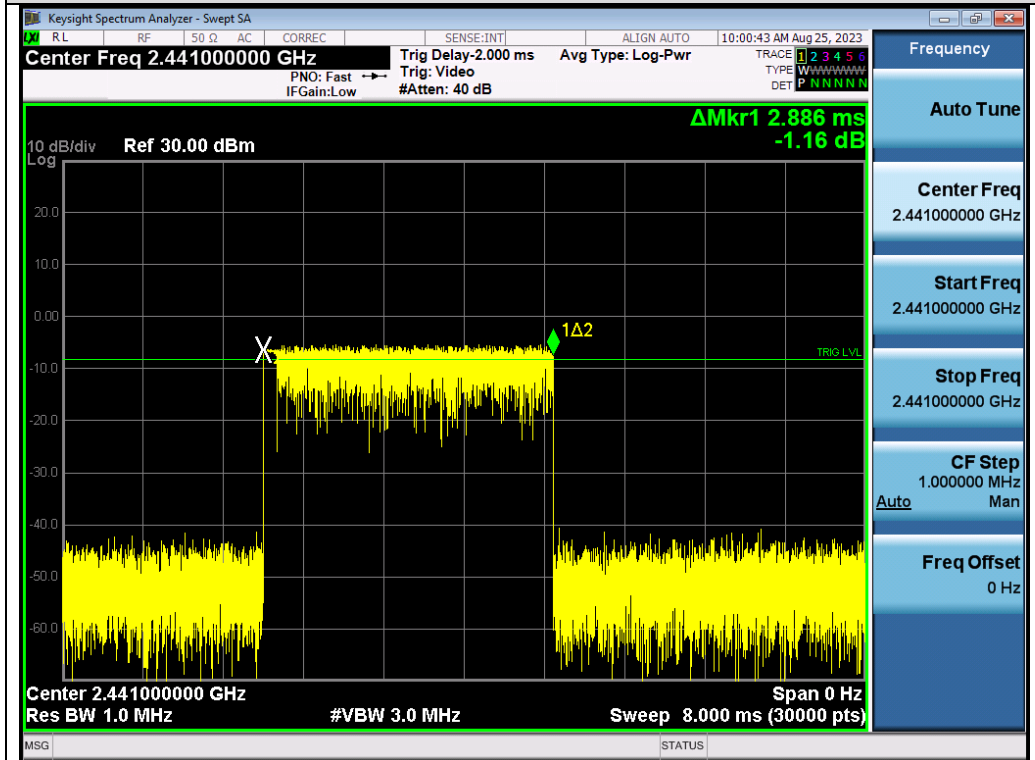 Keysight Spectrum Analyzer - Swept SA
LXI RL RF 50 Ω AC CORREC SENSE:INT ALIGN AUTO 10:00:43 AM Aug 25, 2023
Center Freq 2.441000000 GHz
PNO: Fast
IFGain:Low
Trig Delay-2.000 ms
Trig: Video
#Atten: 40 dB
Avg Type: Log-Pwr
TRACE 1 2 3 4 5 6
TYPE WWWWWW
DET P N N N N N
ΔMkr1 2.886 ms
-1.16 dB
10 dB/div Ref 30.00 dBm
Log
20.0
10.0
0.00
-10.0
-20.0
-30.0
-40.0
-50.0
-60.0
1Δ2
TRIG LVL
Center 2.441000000 GHz Span 0 Hz
Res BW 1.0 MHz #VBW 3.0 MHz Sweep 8.000 ms (30000 pts)
MSG STATUS
Frequency
Auto Tune
Center Freq
2.441000000 GHz
Start Freq
2.441000000 GHz
Stop Freq
2.441000000 GHz
CF Step
1.000000 MHz
Auto Man
Freq Offset
0 Hz